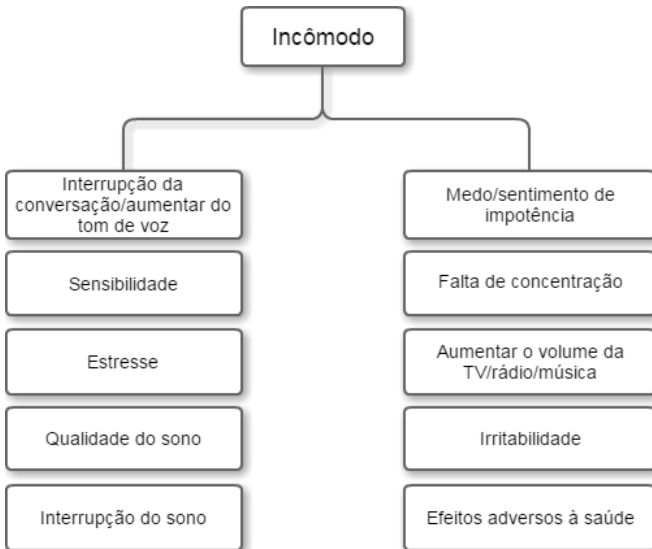 Incômodo
Interrupção da
conversação/aumentar do
tom de voz
Sensibilidade
Estresse
Qualidade do sono
Interrupção do sono
Medo/sentimento de
impotência
Falta de concentração
Aumentar o volume da
TV/rádio/música
Irritabilidade
Efeitos adversos à saúde